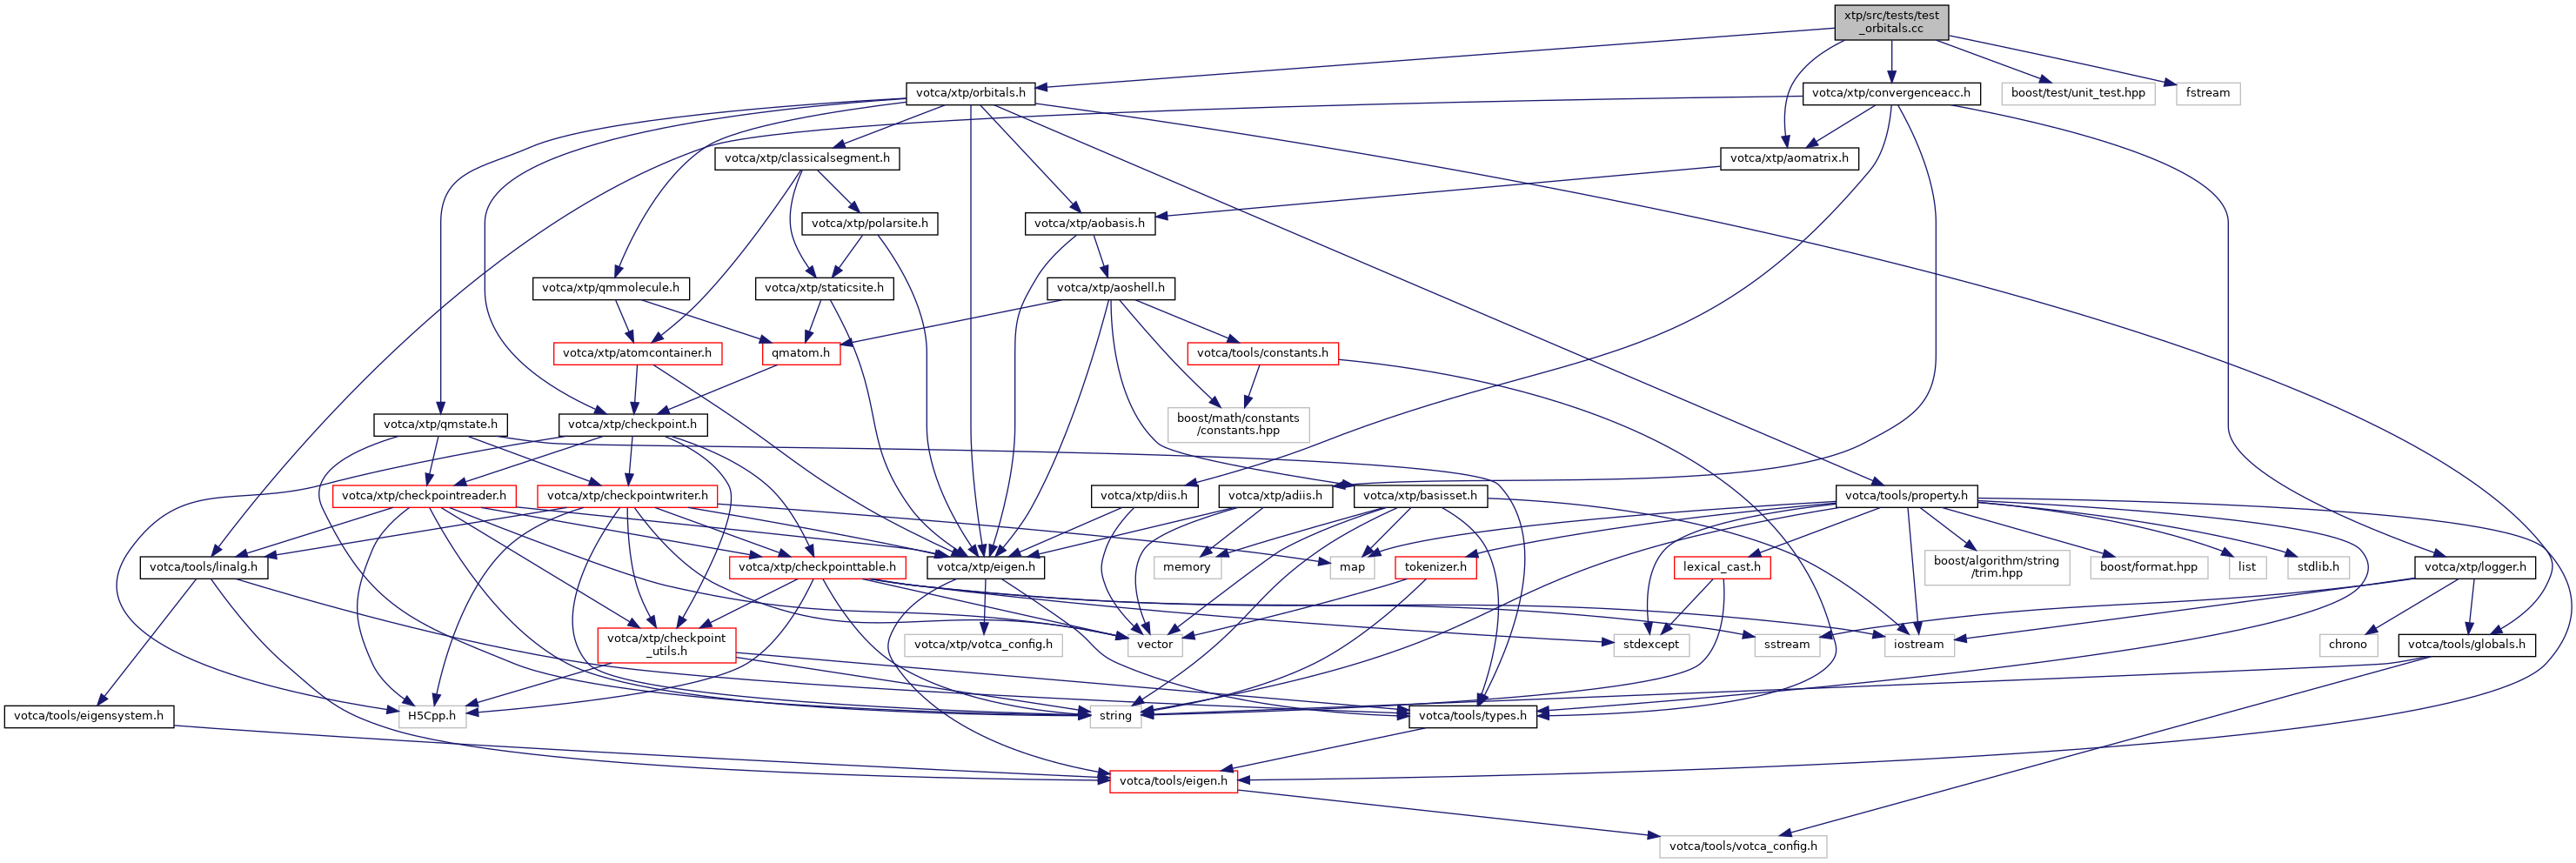 xtp/src/tests/test
_orbitals.cc
votca/xtp/orbitals.h
votca/xtp/convergenceacc.h
boost/test/unit_test.hpp
fstream
votca/xtp/classicalsegment.h
votca/xtp/aomatrix.h
votca/xtp/polarsite.h
votca/xtp/aobasis.h
votca/xtp/qmmolecule.h
votca/xtp/staticsite.h
votca/xtp/aoshell.h
votca/xtp/atomcontainer.h
qmatom.h
votca/tools/constants.h
votca/xtp/qmstate.h
votca/xtp/checkpoint.h
boost/math/constants
/constants.hpp
votca/xtp/checkpointreader.h
votca/xtp/checkpointwriter.h
votca/xtp/diis.h
votca/xtp/adiis.h
votca/xtp/basisset.h
votca/tools/property.h
votca/tools/linalg.h
votca/xtp/checkpointtable.h
votca/xtp/eigen.h
memory
map
tokenizer.h
lexical_cast.h
boost/algorithm/string
/trim.hpp
boost/format.hpp
list
stdlib.h
votca/xtp/logger.h
votca/xtp/checkpoint
_utils.h
votca/xtp/votca_config.h
vector
stdexcept
sstream
iostream
chrono
votca/tools/globals.h
votca/tools/eigensystem.h
H5Cpp.h
string
votca/tools/types.h
votca/tools/eigen.h
votca/tools/votca_config.h